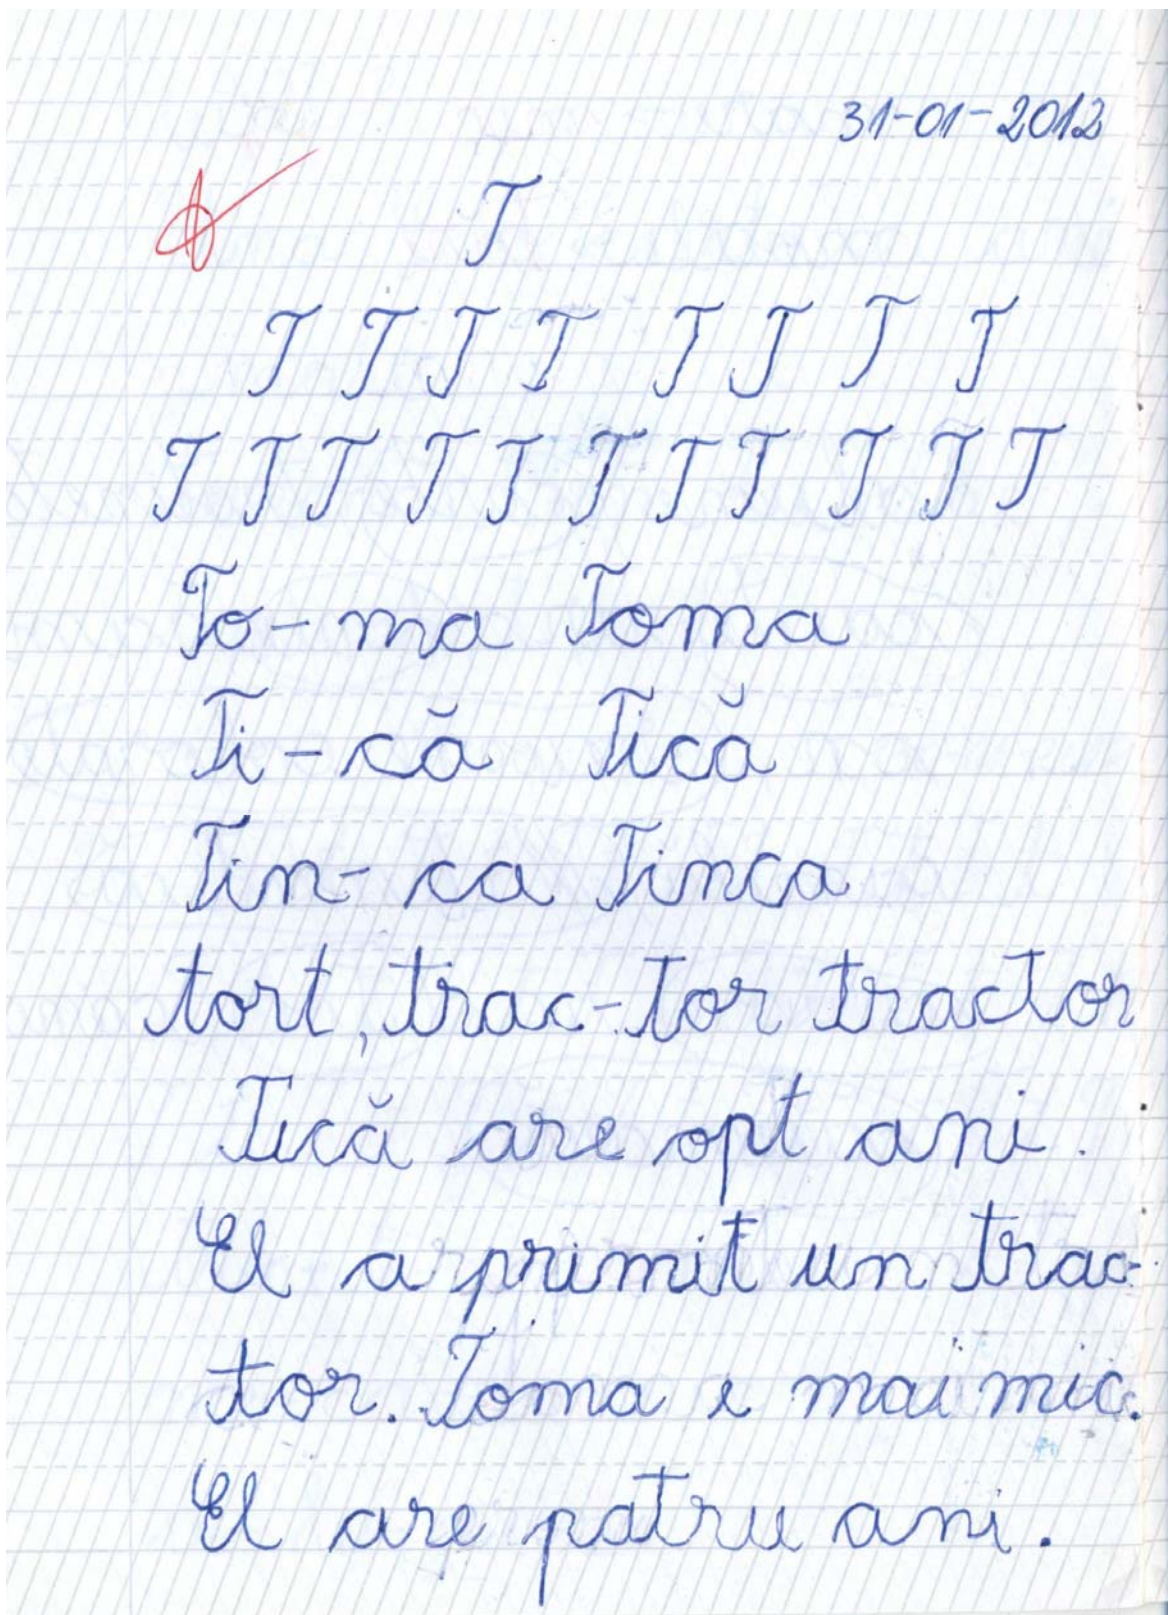 31-01-2012
T
T T T T T T T T
T T T T T T T T T T T
To-ma Toma
Ti-că Tică
Tin-ca Tinca
tort, trac-tor tractor
Tică are opt ani.
El a primit un trac-
tor. Toma e mai mic.
El are patru ani.